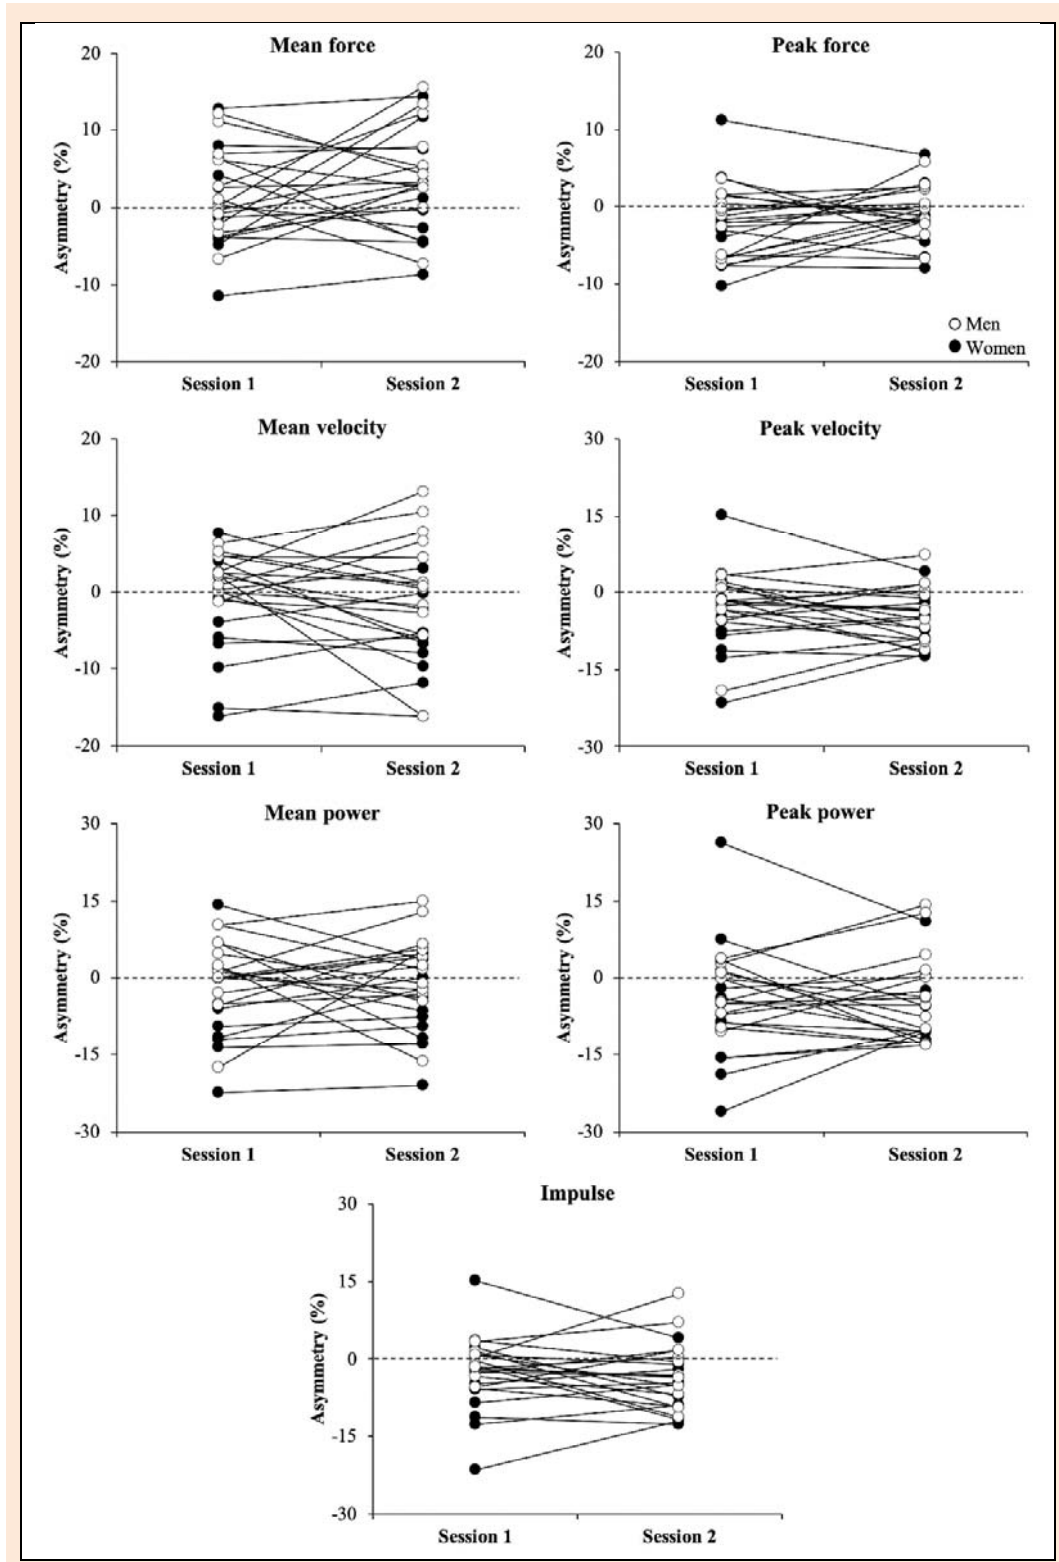 Mean force
20
10
0
-10
-20
Asymmetry (%)
Session 1 Session 2
Peak force
20
10
0
-10
-20
Asymmetry (%)
Men
Women
Session 1 Session 2
Mean velocity
20
10
0
-10
-20
Asymmetry (%)
Session 1 Session 2
Peak velocity
30
15
0
-15
-30
Asymmetry (%)
Session 1 Session 2
Mean power
30
15
0
-15
-30
Asymmetry (%)
Session 1 Session 2
Peak power
30
15
0
-15
-30
Asymmetry (%)
Session 1 Session 2
Impulse
30
15
0
-15
-30
Asymmetry (%)
Session 1 Session 2